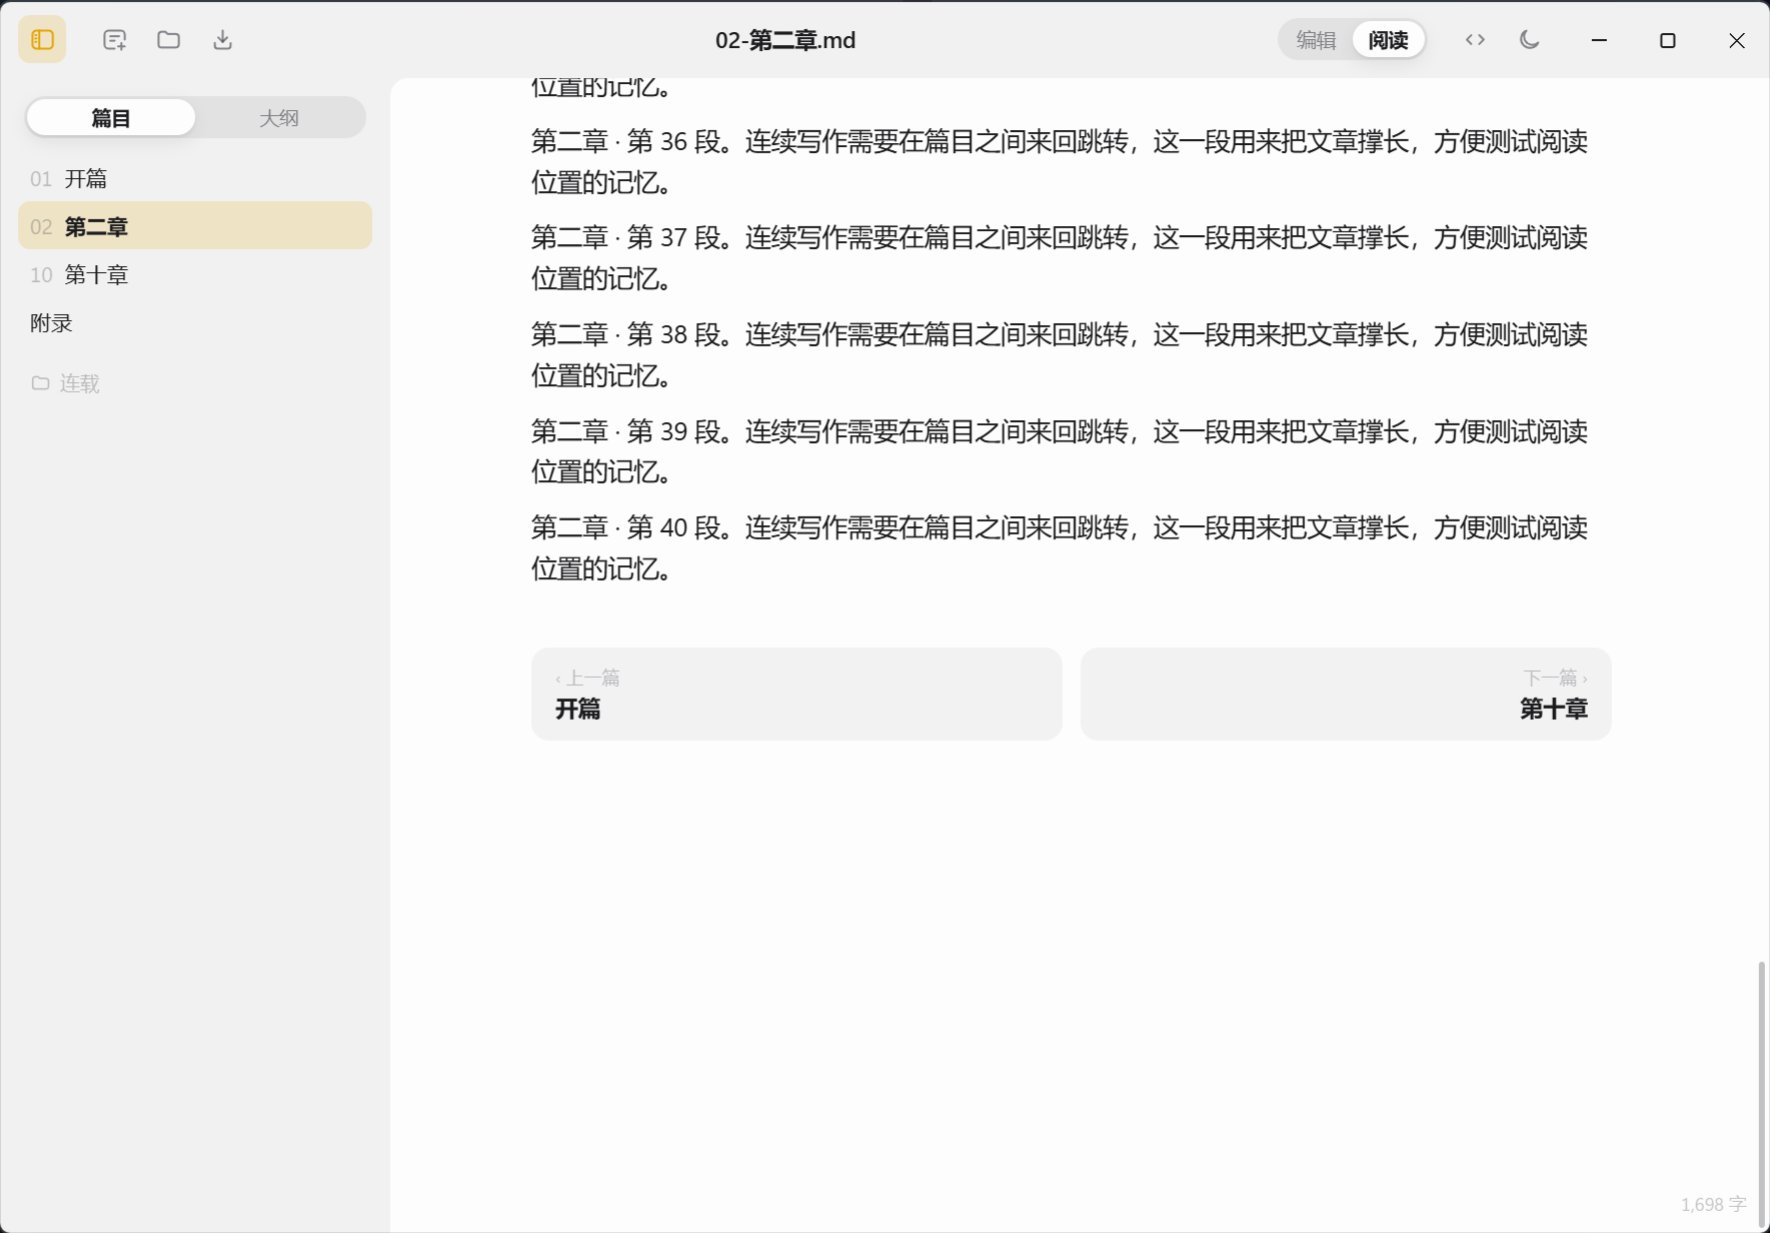 02-第二章.md
编辑
阅读
篇目
大纲
01 开篇
02 第二章
10 第十章
附录
连载
位置的记忆。
第二章 · 第 36 段。连续写作需要在篇目之间来回跳转，这一段用来把文章撑长，方便测试阅读
位置的记忆。
第二章 · 第 37 段。连续写作需要在篇目之间来回跳转，这一段用来把文章撑长，方便测试阅读
位置的记忆。
第二章 · 第 38 段。连续写作需要在篇目之间来回跳转，这一段用来把文章撑长，方便测试阅读
位置的记忆。
第二章 · 第 39 段。连续写作需要在篇目之间来回跳转，这一段用来把文章撑长，方便测试阅读
位置的记忆。
第二章 · 第 40 段。连续写作需要在篇目之间来回跳转，这一段用来把文章撑长，方便测试阅读
位置的记忆。
‹ 上一篇
开篇
下一篇 ›
第十章
1,698 字